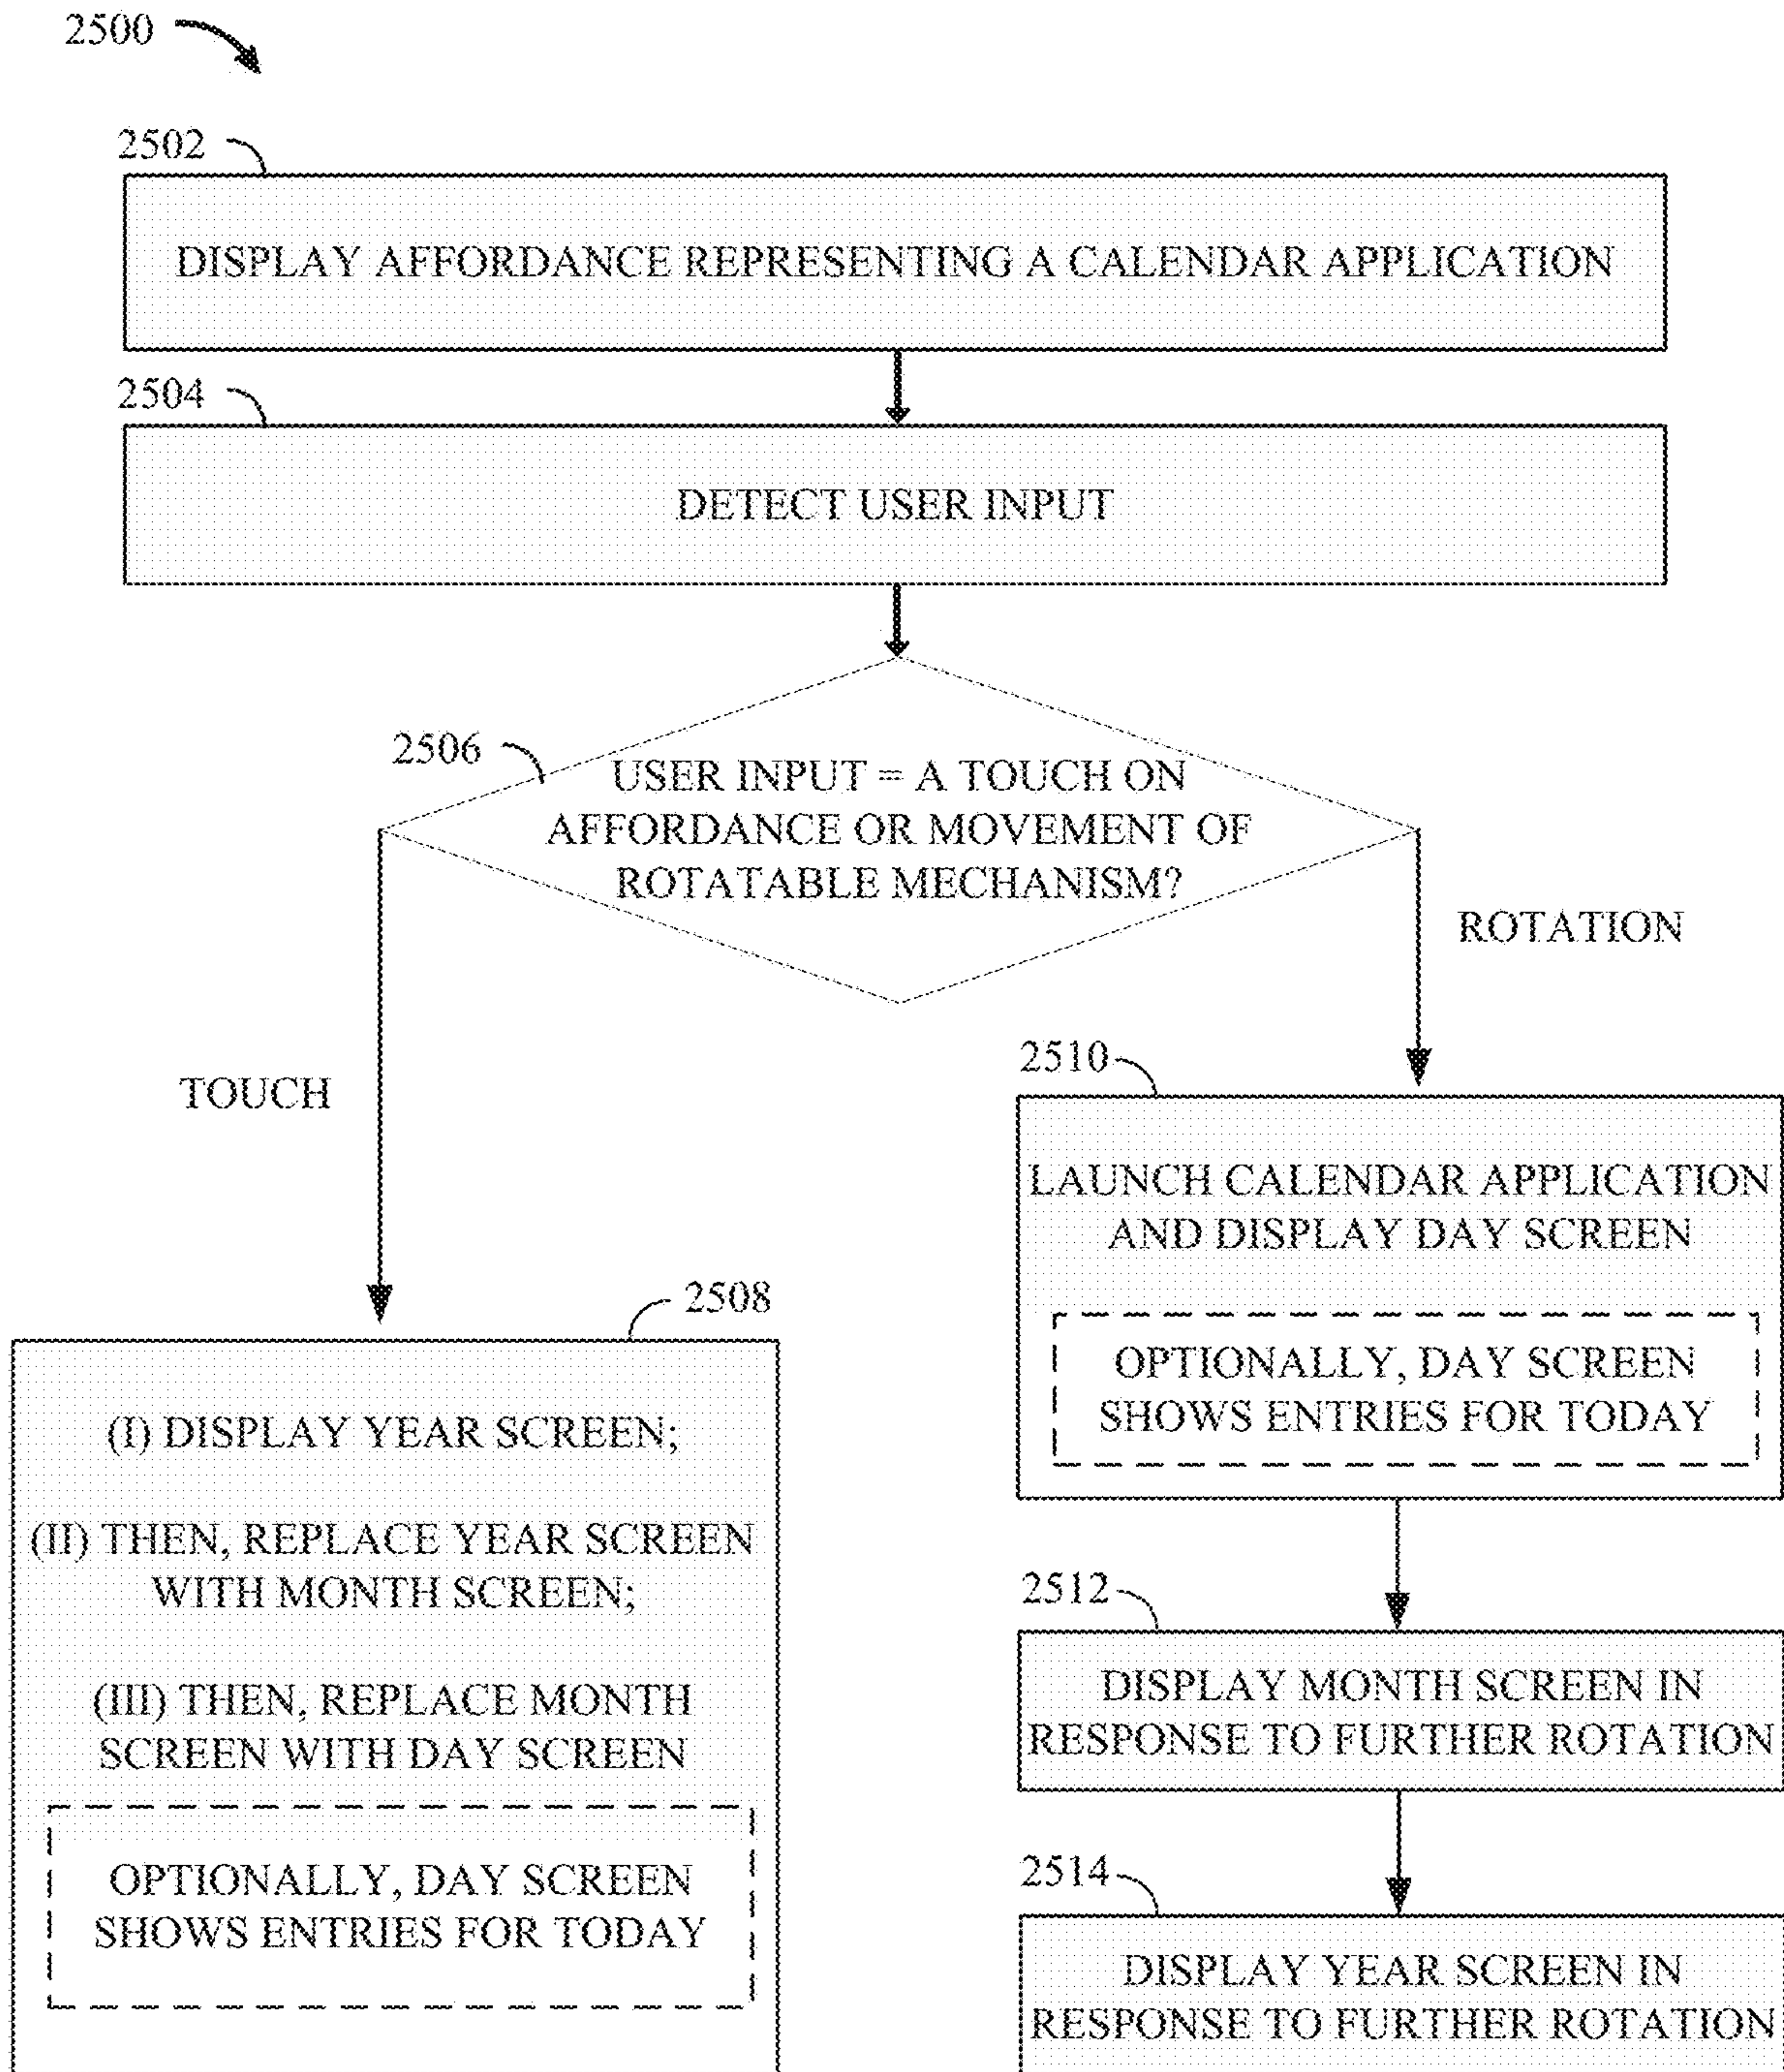 2500
2502
DISPLAY AFFORDANCE REPRESENTING A CALENDAR APPLICATION
2504
DETECT USER INPUT
2506
USER INPUT = A TOUCH ON
AFFORDANCE OR MOVEMENT OF
ROTATABLE MECHANISM?
TOUCH
ROTATION
2508
(I) DISPLAY YEAR SCREEN;
(II) THEN, REPLACE YEAR SCREEN
WITH MONTH SCREEN;
(III) THEN, REPLACE MONTH
SCREEN WITH DAY SCREEN
OPTIONALLY, DAY SCREEN
SHOWS ENTRIES FOR TODAY
2510
LAUNCH CALENDAR APPLICATION
AND DISPLAY DAY SCREEN
OPTIONALLY, DAY SCREEN
SHOWS ENTRIES FOR TODAY
2512
DISPLAY MONTH SCREEN IN
RESPONSE TO FURTHER ROTATION
2514
DISPLAY YEAR SCREEN IN
RESPONSE TO FURTHER ROTATION